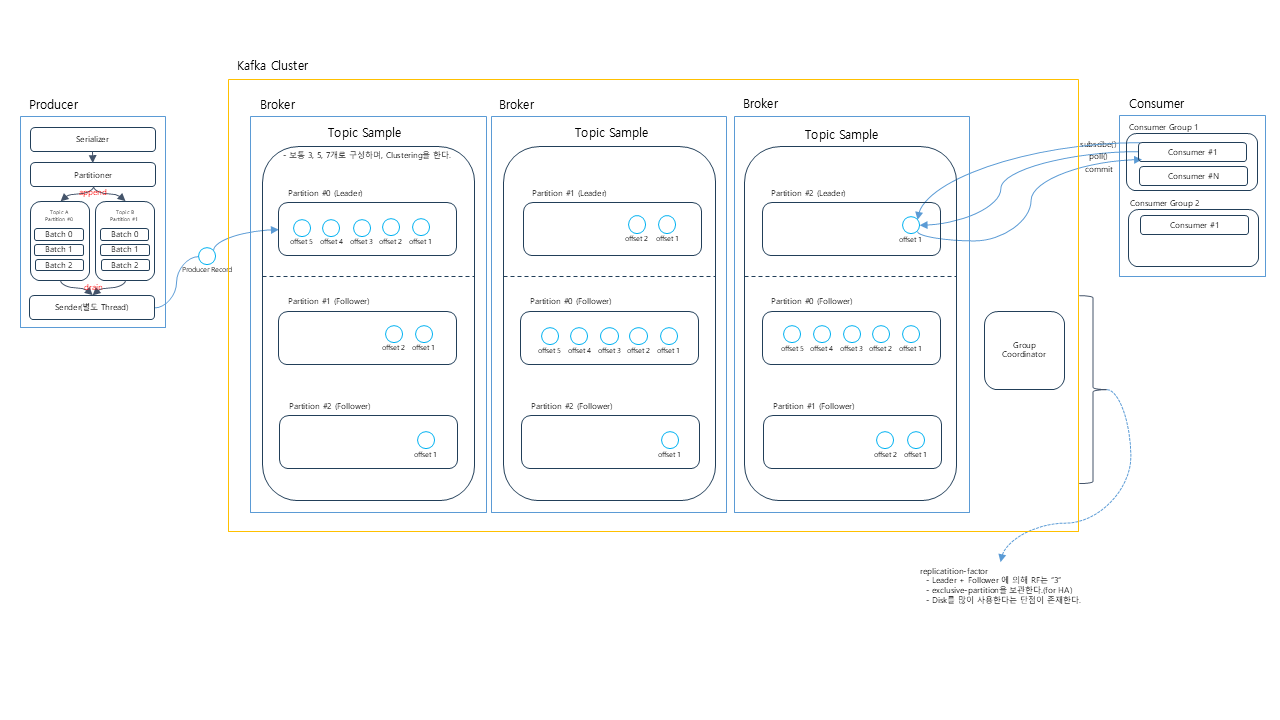 Kafka Cluster
Producer
Serializer
Partitioner
append
Topic A
Partition #0
Batch 0
Batch 1
Batch 2
Topic B
Partition #1
Batch 0
Batch 1
Batch 2
drain
Sender(별도 Thread)
Producer Record
Broker
Topic Sample
- 보통 3, 5, 7개로 구성하며, Clustering을 한다.
Partition #0 (Leader)
offset 5 offset 4 offset 3 offset 2 offset 1
Partition #1 (Follower)
offset 2 offset 1
Partition #2 (Follower)
offset 1
Broker
Topic Sample
Partition #1 (Leader)
offset 2 offset 1
Partition #0 (Follower)
offset 5 offset 4 offset 3 offset 2 offset 1
Partition #2 (Follower)
offset 1
Broker
Topic Sample
Partition #2 (Leader)
offset 1
Partition #0 (Follower)
offset 5 offset 4 offset 3 offset 2 offset 1
Partition #1 (Follower)
offset 2 offset 1
Group
Coordinator
subscribe()
poll()
commit
Consumer
Consumer Group 1
Consumer #1
Consumer #N
Consumer Group 2
Consumer #1
replicatition-factor
- Leader + Follower 에 의해 RF는 "3"
- exclusive-partition을 보관한다.(for HA)
- Disk를 많이 사용한다는 단점이 존재한다.